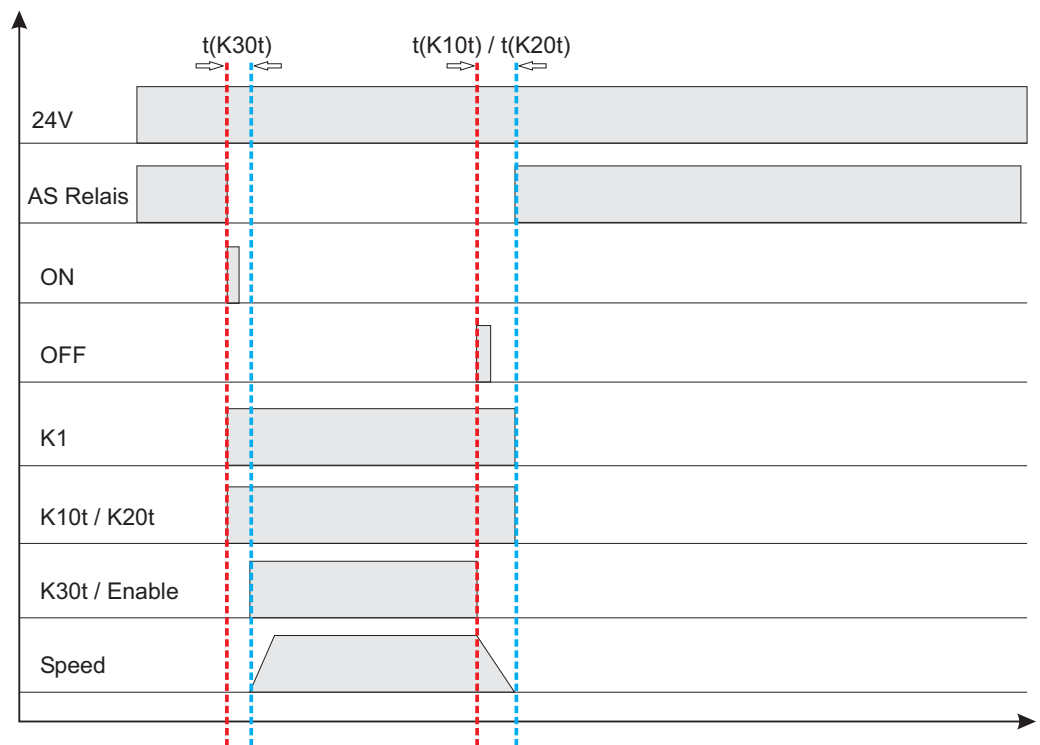 t(K30t)
t(K10t) / t(K20t)
24V
AS Relais
ON
OFF
K1
K10t / K20t
K30t / Enable
Speed